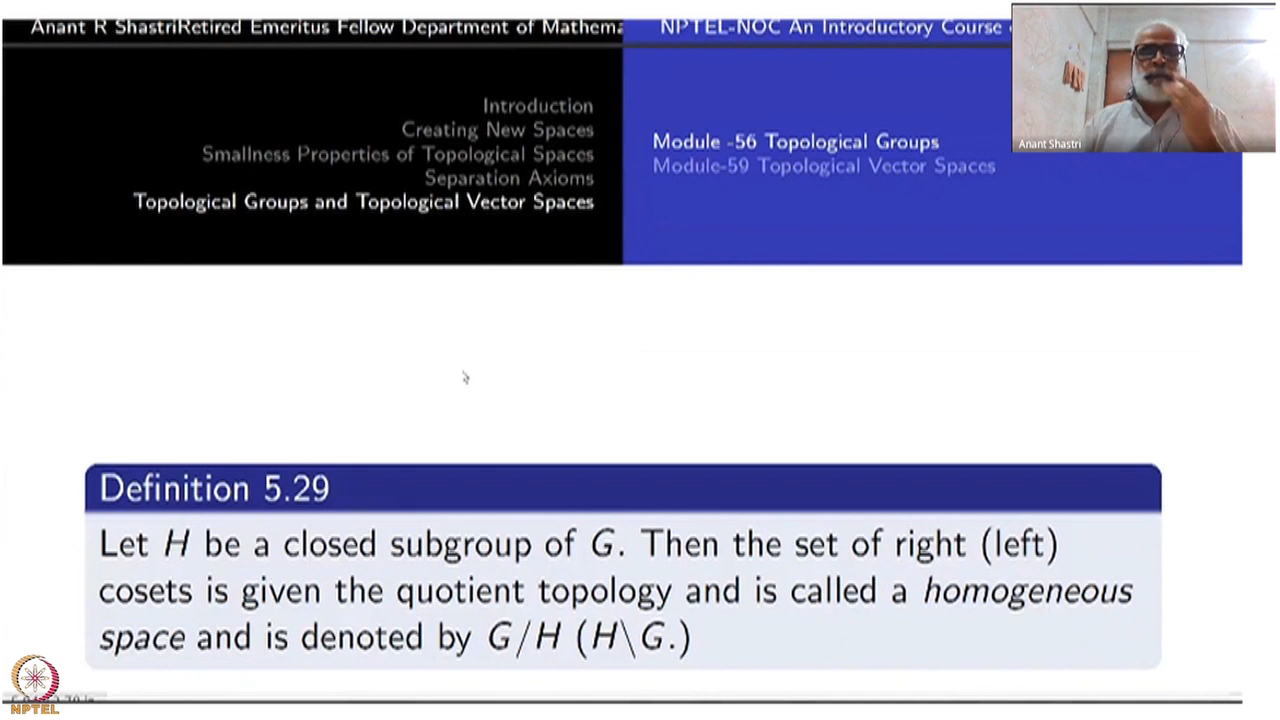 Anant R ShastriRetired Emeritus Fellow Department of Mathema
NPTEL-NOC An Introductory Course
Introduction
Creating New Spaces
Smallness Properties of Topological Spaces
Separation Axioms
Topological Groups and Topological Vector Spaces
Module -56 Topological Groups
Module-59 Topological Vector Spaces
Anant Shastri
Definition 5.29
Let H be a closed subgroup of G. Then the set of right (left)
cosets is given the quotient topology and is called a homogeneous
space and is denoted by G/H (H\G.)
NPTEL